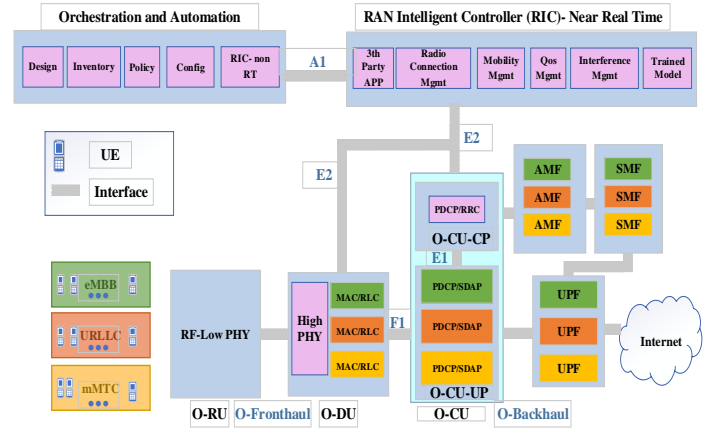 Orchestration and Automation
RAN Intelligent Controller (RIC)- Near Real Time
Design
Inventory
Policy
Config
RIC- non
RT
A1
3th
Party
APP
Radio
Connection
Mgmt
Mobility
Mgmt
Qos
Mgmt
Interference
Mgmt
Trained
Model
UE
Interface
E2
E2
AMF
AMF
AMF
SMF
SMF
SMF
PDCP/RRC
O-CU-CP
E1
eMBB
URLLC
mMTC
RF-Low PHY
High
PHY
MAC/RLC
MAC/RLC
MAC/RLC
F1
PDCP/SDAP
PDCP/SDAP
PDCP/SDAP
O-CU-UP
UPF
UPF
UPF
Internet
O-RU
O-Fronthaul
O-DU
O-CU
O-Backhaul